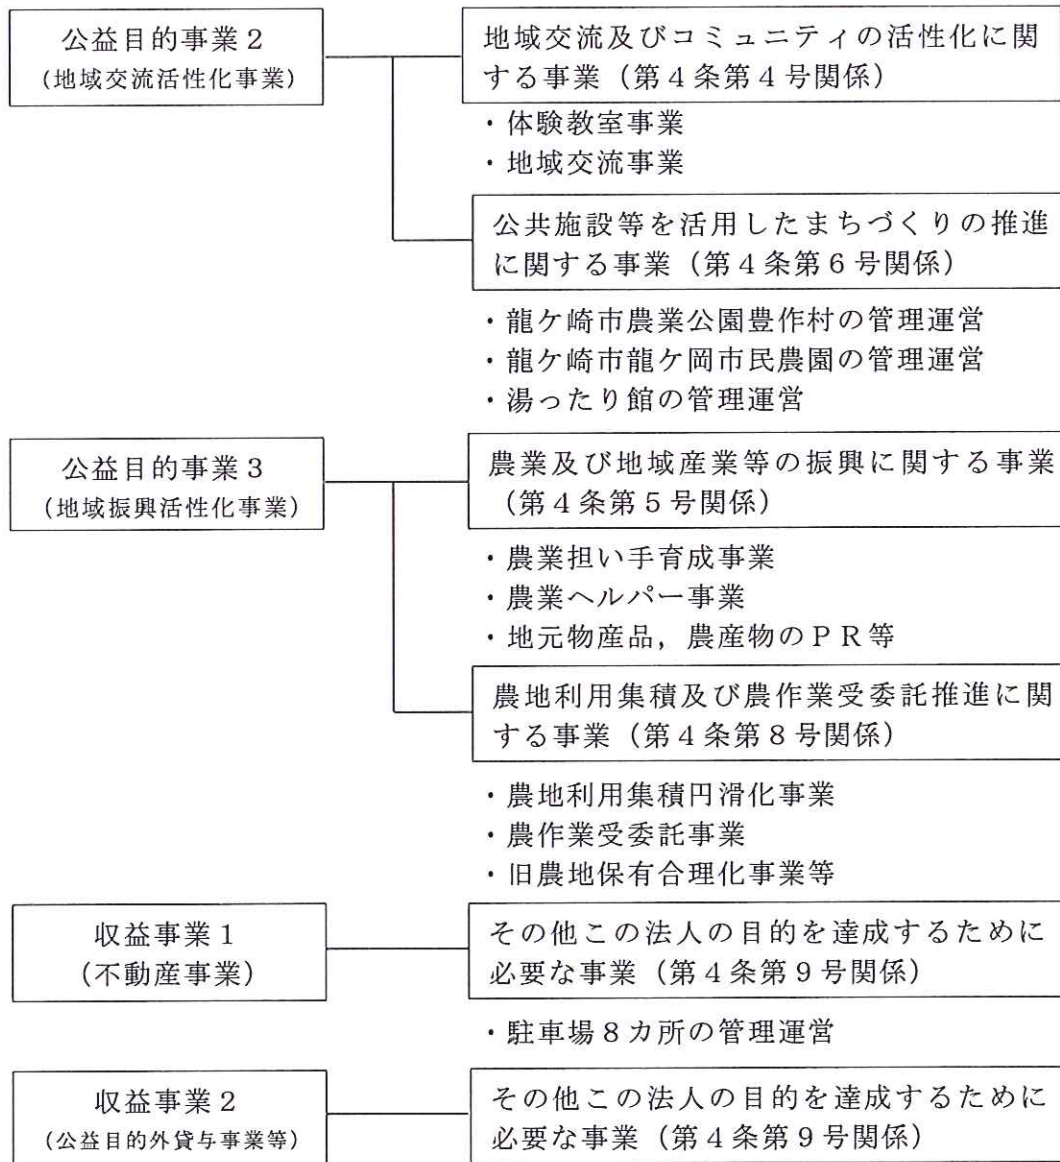 公益目的事業２
(地域交流活性化事業)
地域交流及びコミュニティの活性化に関
する事業（第４条第４号関係）
・体験教室事業
・地域交流事業
公共施設等を活用したまちづくりの推進
に関する事業（第４条第６号関係）
・龍ケ崎市農業公園豊作村の管理運営
・龍ケ崎市龍ケ岡市民農園の管理運営
・湯ったり館の管理運営
公益目的事業３
(地域振興活性化事業)
農業及び地域産業等の振興に関する事業
（第４条第５号関係）
・農業担い手育成事業
・農業ヘルパー事業
・地元物産品，農産物のＰＲ等
農地利用集積及び農作業受委託推進に関
する事業（第４条第８号関係）
・農地利用集積円滑化事業
・農作業受委託事業
・旧農地保有合理化事業等
収益事業１
（不動産事業）
その他この法人の目的を達成するために
必要な事業（第４条第９号関係）
・駐車場８カ所の管理運営
収益事業２
(公益目的外貸与事業等)
その他この法人の目的を達成するために
必要な事業（第４条第９号関係）